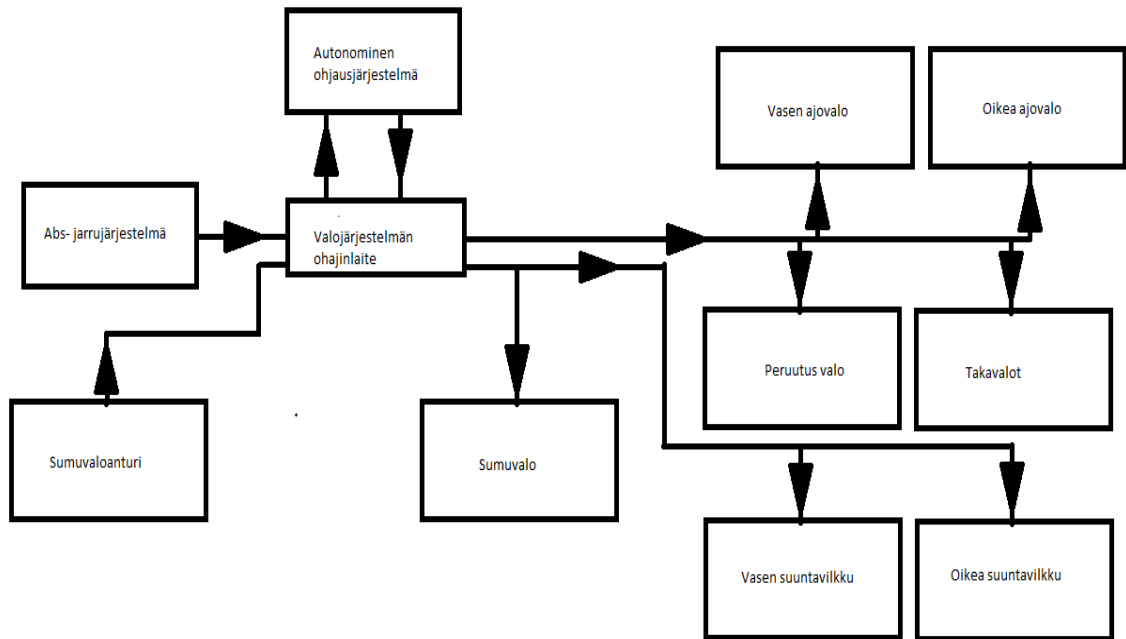 Autonominen
ohjausjärjestelmä
Vasen ajovalo
Oikea ajovalo
Abs- jarrujärjestelmä
Valojärjestelmän
ohajinlaite
Peruutus valo
Takavalot
Sumuvaloanturi
Sumuvalo
Vasen suuntavilkku
Oikea suuntavilkku